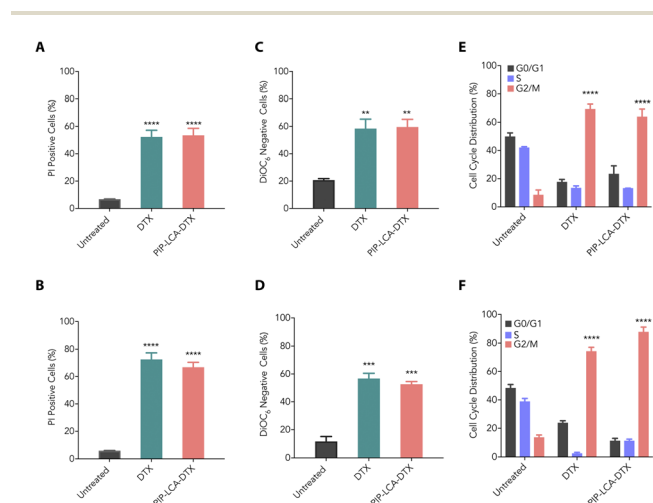 A
PI Positive Cells (%)
100
80
60
40
20
0
****
****
Untreated
DTX
PIP-LCA-DTX
C
DiOC6 Negative Cells (%)
100
80
60
40
20
0
**
**
Untreated
DTX
PIP-LCA-DTX
E
Cell Cycle Distribution (%)
100
80
60
40
20
0
G0/G1
S
G2/M
****
****
Untreated
DTX
PIP-LCA-DTX
B
PI Positive Cells (%)
100
80
60
40
20
0
****
****
Untreated
DTX
PIP-LCA-DTX
D
DiOC6 Negative Cells (%)
100
80
60
40
20
0
***
***
Untreated
DTX
PIP-LCA-DTX
F
Cell Cycle Distribution (%)
100
80
60
40
20
0
G0/G1
S
G2/M
****
****
Untreated
DTX
PIP-LCA-DTX